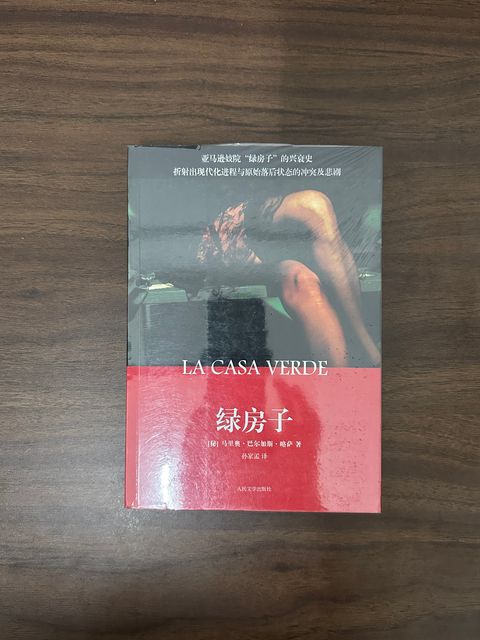 亚马逊妓院“绿房子”的兴衰史
折射出现代化进程与原始落后状态的冲突及悲剧
LA CASA VERDE
绿房子
[秘] 马里奥·巴尔加斯·略萨 著
孙家孟 译
人民文学出版社